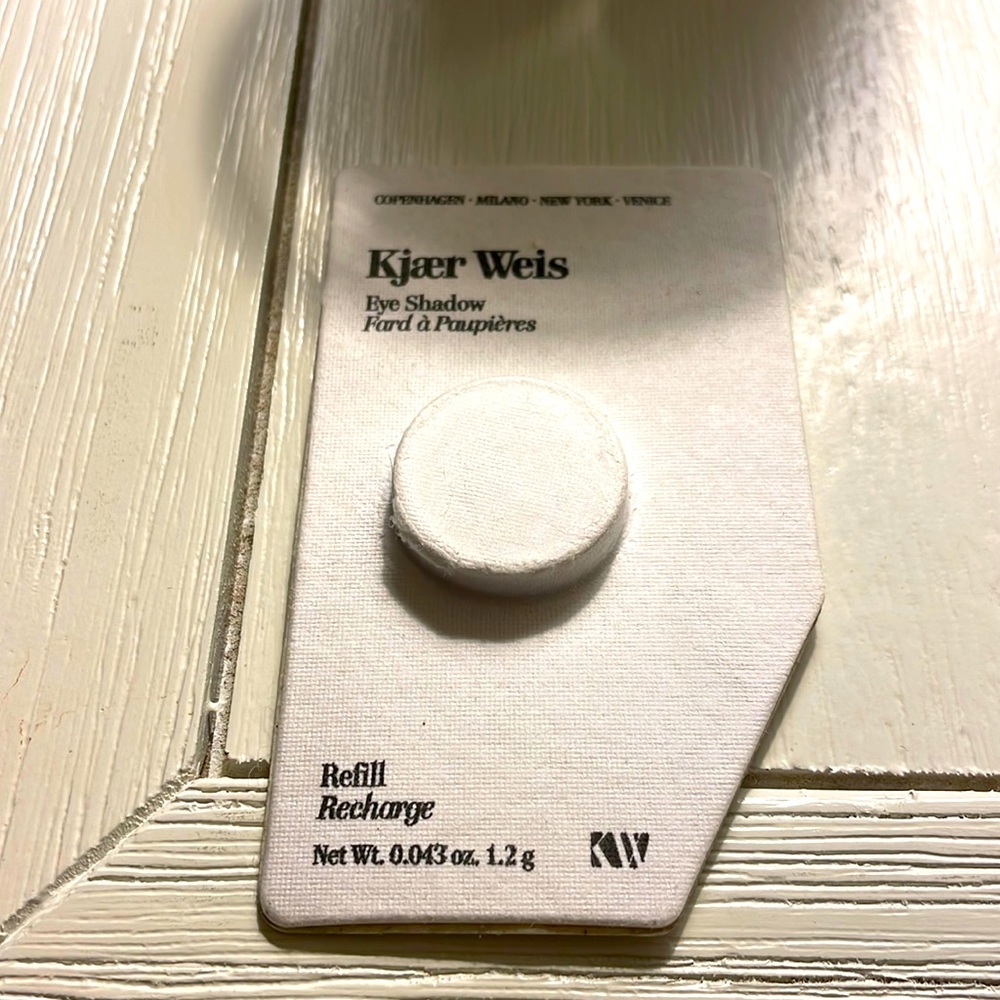 COPENHAGEN · MILANO · NEW YORK · VENICE
Kjær Weis
Eye Shadow
Fard à Paupières
Refill
Recharge
Net Wt. 0.043 oz. 1.2 g
KW